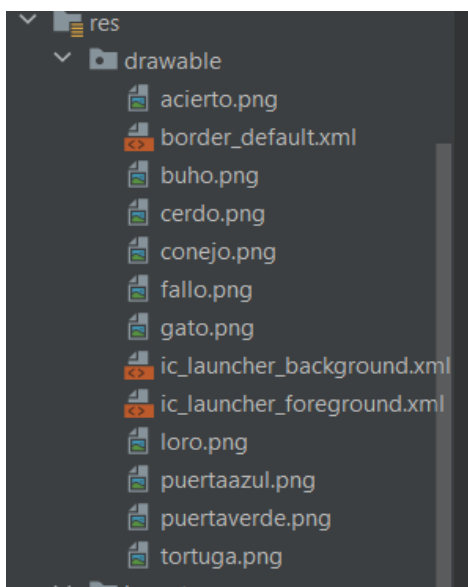 res
drawable
acierto.png
border_default.xml
buho.png
cerdo.png
conejo.png
fallo.png
gato.png
ic_launcher_background.xml
ic_launcher_foreground.xml
loro.png
puertaazul.png
puertaverde.png
tortuga.png